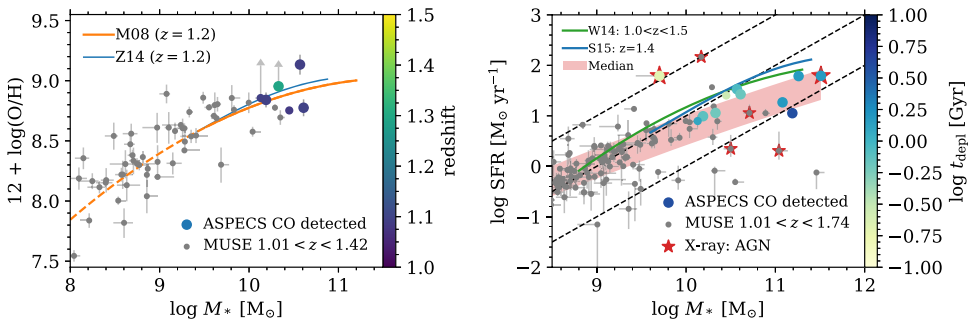 9.5
9.0
8.5
8.0
7.5
12 + log(O/H)
M08 (z = 1.2)
Z14 (z = 1.2)
ASPECS CO detected
MUSE 1.01 < z < 1.42
8 9 10 11
log M* [M⊙]
1.5
1.4
1.3
1.2
1.1
1.0
redshift
3
2
1
0
−1
−2
log SFR [M⊙ yr⁻¹]
W14: 1.0<z<1.5
S15: z=1.4
Median
ASPECS CO detected
MUSE 1.01 < z < 1.74
X-ray: AGN
9 10 11 12
log M* [M⊙]
1.00
0.75
0.50
0.25
0.00
−0.25
−0.50
−0.75
−1.00
log tdepl [Gyr]